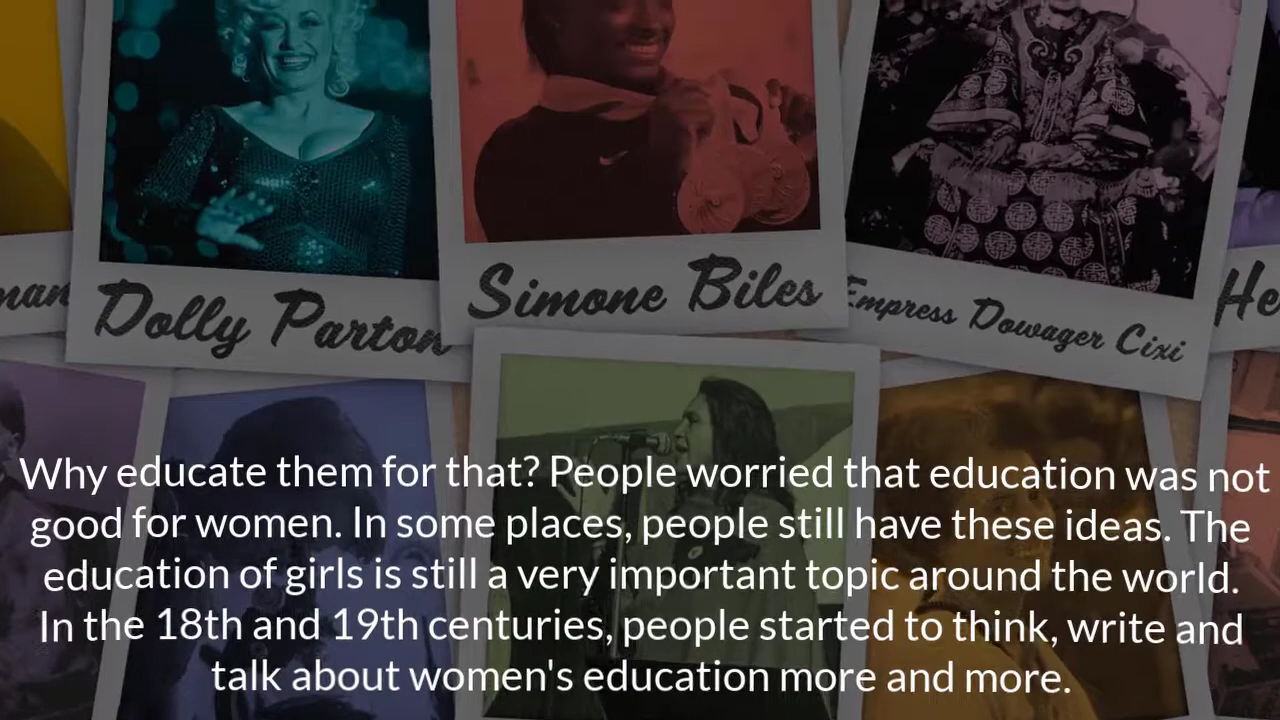 man
Dolly Parton
Simone Biles
Empress Dowager Cixi
He
Why educate them for that? People worried that education was not
good for women. In some places, people still have these ideas. The
education of girls is still a very important topic around the world.
In the 18th and 19th centuries, people started to think, write and
talk about women's education more and more.